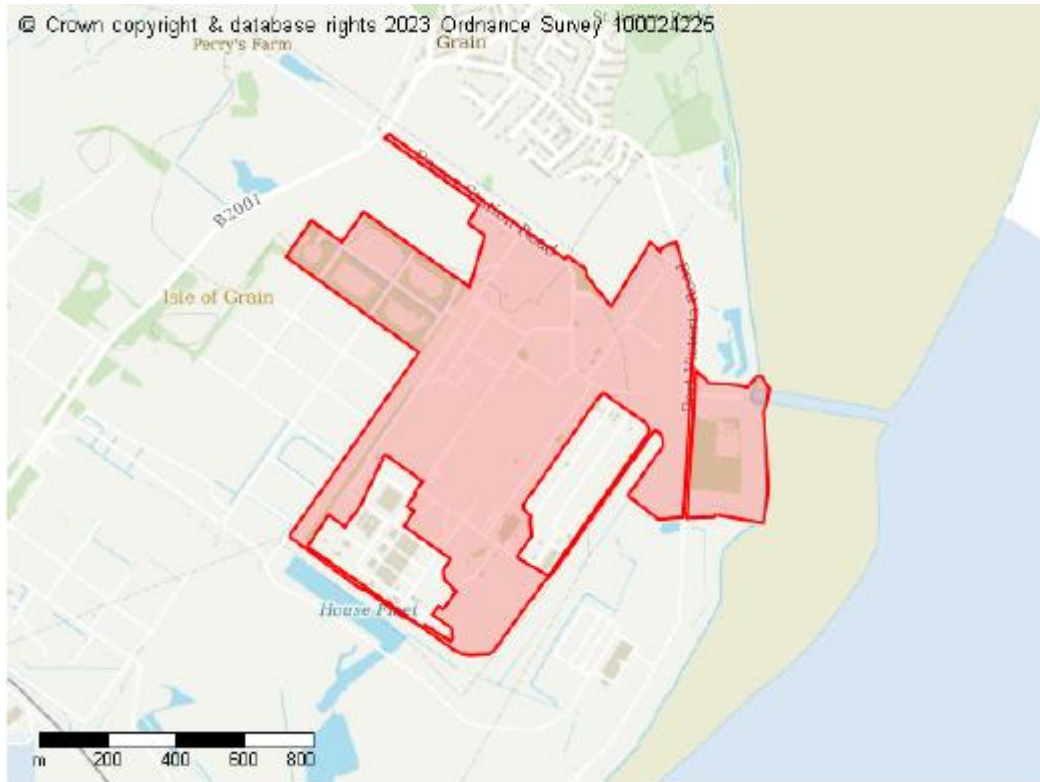 © Crown copyright & database rights 2023 Ordnance Survey 100024225
Perry's Farm
Grain
B2001
Isle of Grain
House Fleet
m 200 400 600 800